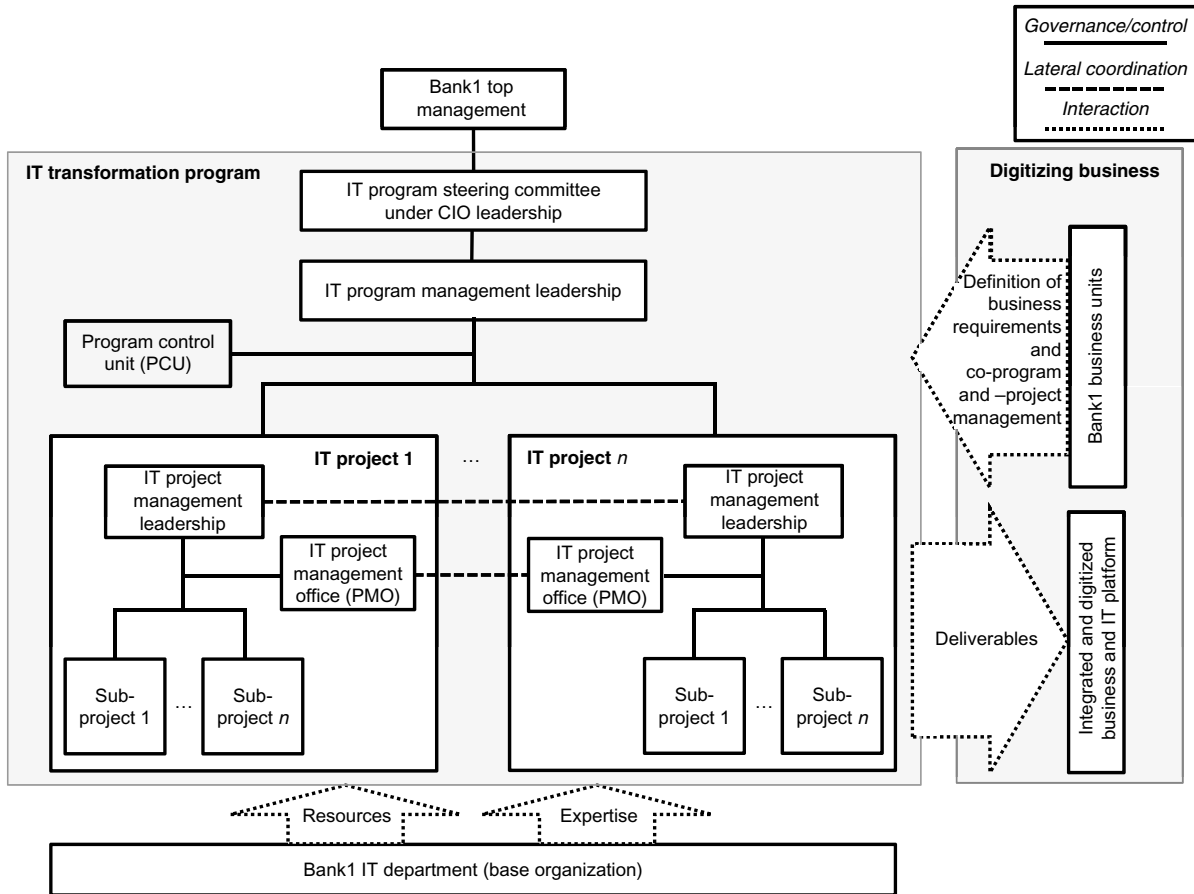 Governance/control
Lateral coordination
Interaction
Bank1 top
management
IT transformation program
IT program steering committee
under CIO leadership
IT program management leadership
Program control
unit (PCU)
IT project 1
...
IT project n
IT project
management
leadership
IT project
management
leadership
IT project
management
office (PMO)
IT project
management
office (PMO)
Sub-
project 1
...
Sub-
project n
Sub-
project 1
...
Sub-
project n
Digitizing business
Definition of
business
requirements
and
co-program
and –project
management
Bank1 business units
Deliverables
Integrated and digitized
business and IT platform
Resources
Expertise
Bank1 IT department (base organization)